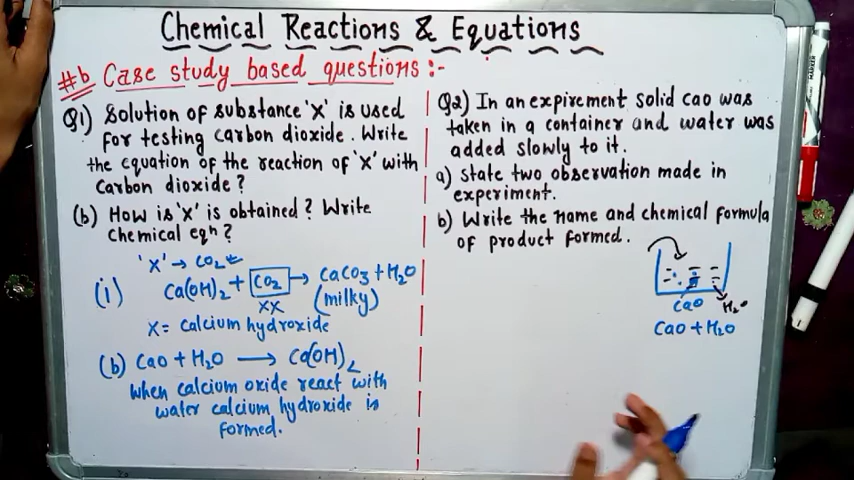 Chemical Reactions & Equations
#6 Case study based questions :-
Q1) Solution of substance 'X' is used
for testing carbon dioxide. Write
the equation of the reaction of 'X' with
Carbon dioxide?
(b) How is 'X' is obtained? Write
chemical eqⁿ?
'X' → CO₂
(i) Ca(OH)₂ + CO₂ → CaCO₃ + H₂O
XX (milky)
X = calcium hydroxide
(b) CaO + H₂O → Ca(OH)₂
When calcium oxide react with
water calcium hydroxide is
formed.
Q2) In an expirement solid cao was
taken in a container and water was
added slowly to it.
a) State two observation made in
experiment.
b) Write the name and chemical formula
of product formed.
CaO H₂O
CaO + H₂O